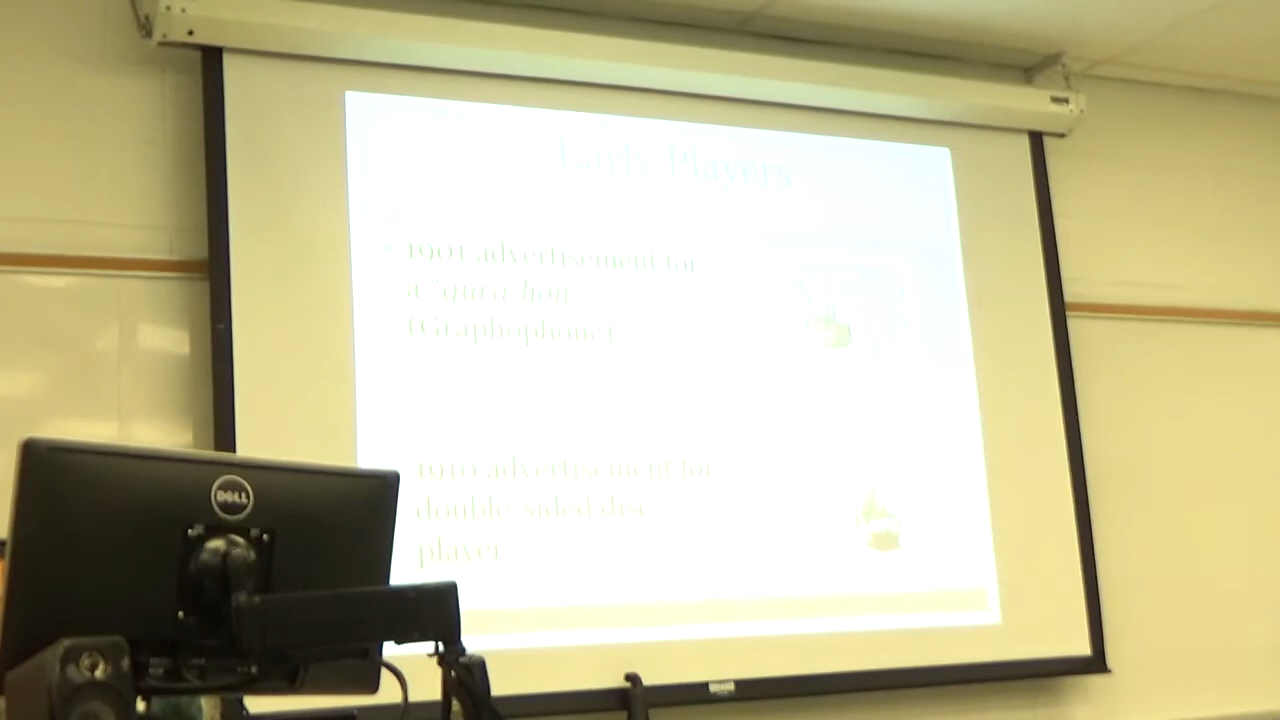 Early Players
1901 advertisement for
a
(Graphophone)
1910 advertisement for
double sided disc
player
DELL